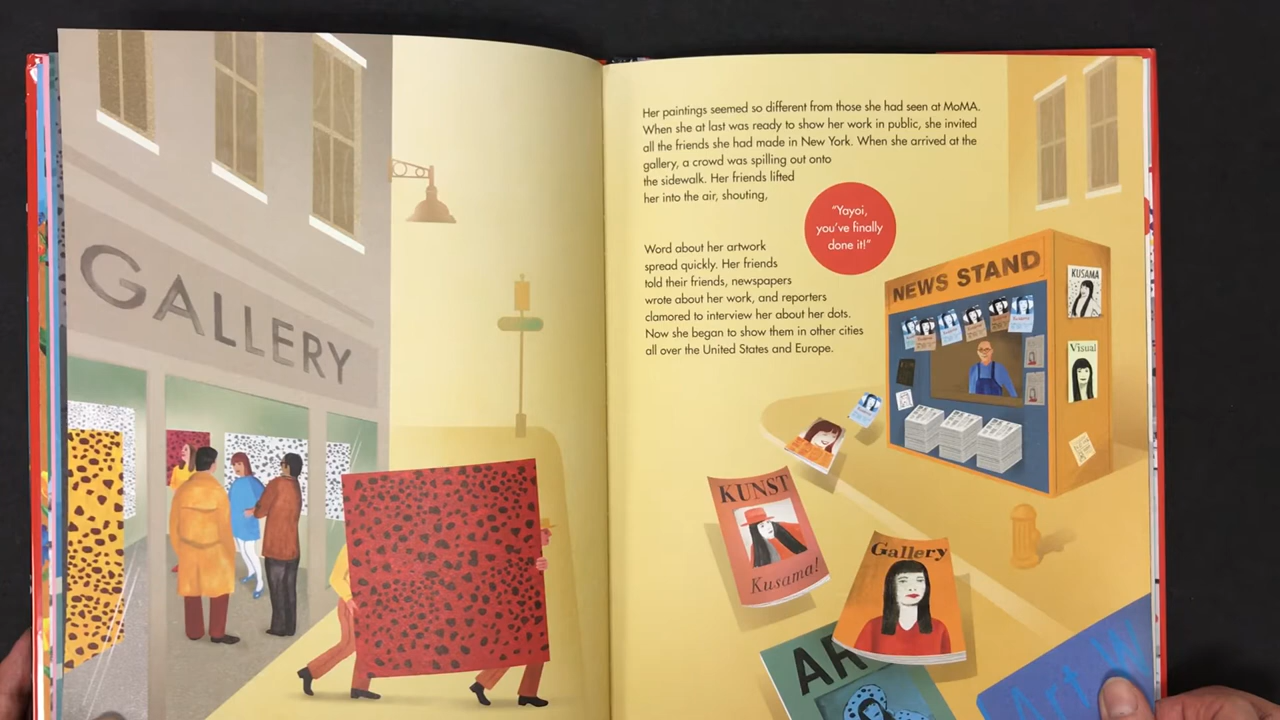 GALLERY
Her paintings seemed so different from those she had seen at MoMA.
When she at last was ready to show her work in public, she invited
all the friends she had made in New York. When she arrived at the
gallery, a crowd was spilling out onto
the sidewalk. Her friends lifted
her into the air, shouting,
“Yayoi,
you’ve finally
done it!”
Word about her artwork
spread quickly. Her friends
told their friends, newspapers
wrote about her work, and reporters
clamored to interview her about her dots.
Now she began to show them in other cities
all over the United States and Europe.
NEWS STAND
KUSAMA
Visual
KUNST
Kusama!
Gallery
AR
Art W